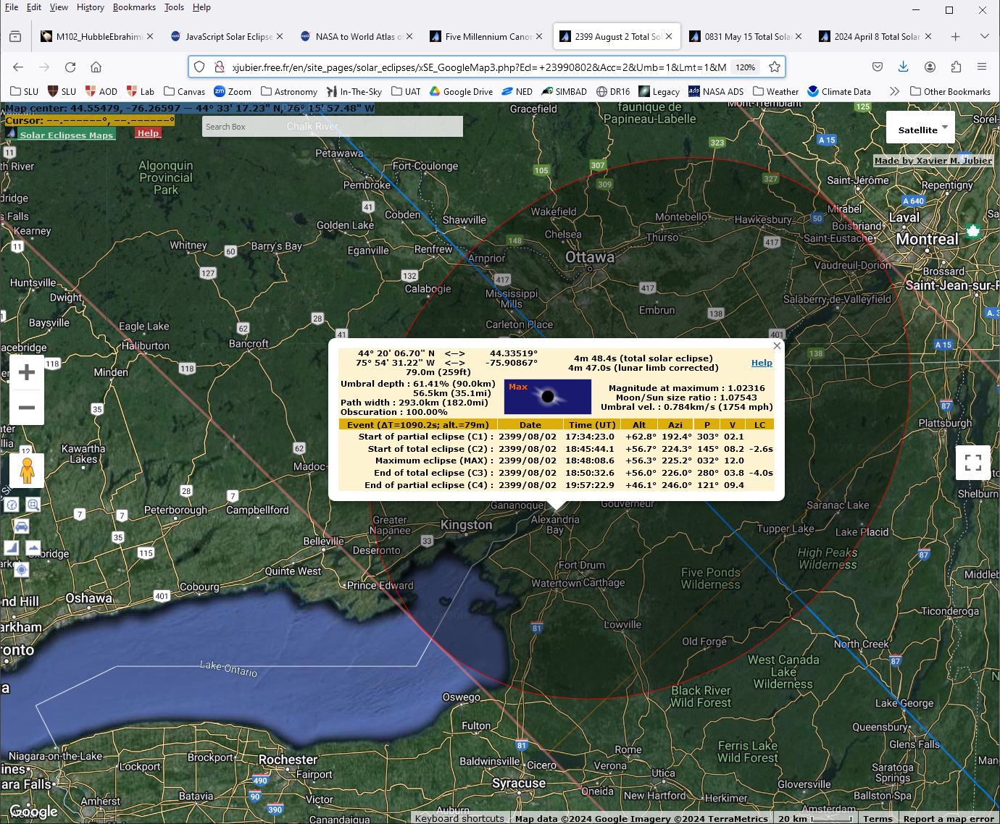 File Edit View History Bookmarks Tools Help
M102_HubbleEbrahimi
JavaScript Solar Eclipse
NASA to World Atlas o
Five Millennium Canon
2399 August 2 Total Sol
0831 May 15 Total Solar
2024 April 8 Total Solar
xjubier.free.fr/en/site_pages/solar_eclipses/xSE_GoogleMap3.php?Ecl=+23990802&Acc=2&Umb=1&Lmt=1&M 120%
SLU SLU AOD Lab Canvas Zoom Astronomy In-The-Sky UAT Google Drive NED SIMBAD DR16 Legacy NASA ADS Weather Climate Data Other Bookmarks
Map center: 44.55479, -76.26597 — 44° 33' 17.23" N, 76° 15' 57.48" W
Cursor: --.------°, --.------°
Solar Eclipses Maps Help
Search Box
Satellite
Made by Xavier M. Jubier
Chalk River
Gracefield
faunique de
Papineau-Labelle
Mont-Tremblant
125
Sorel-
A 15
323
11
th River
Petawawa
Algonquin
Provincial
Park
Fort-Coulonge
105
307
309
327
Saint-Jérôme
Repentigny
Pembroke
41
Cobden
Shawville
Wakefield
Montebello
Hawkesbury
50
Mirabel
A 640
Laval
s Falls
Kearney
11
Golden Lake
Chelsea
Thurso
417
Boisbriand
Saint-Eustache
Montreal
Whitney
60
Barry's Bay
Eganville
Renfrew
148
Arnprior
Ottawa
Vaudreuil-Dorion
Brossard
127
Huntsville
132
417
Calabogie
Mississippi
Mills
417
Embrun
138
Salaberry-de-Valleyfield
Saint-Jean-sur-R
Dwight
Baysville
Eagle Lake
62
28
41
Carleton Place
401
A 15
A 3
acebridge
118
Haliburton
118
Bancroft
138
Minden
35
87
Plattsburgh
44° 20' 06.70" N <—> 44.33519°
75° 54' 31.22" W <—> -75.90867°
79.0m (259ft)
4m 48.4s (total solar eclipse)
4m 47.0s (lunar limb corrected)
Help
Umbral depth : 61.41% (90.0km)
56.5km (35.1mi)
Path width : 293.0km (182.0mi)
Obscuration : 100.00%
Max
Magnitude at maximum : 1.02316
Moon/Sun size ratio : 1.07543
Umbral vel. : 0.784km/s (1754 mph)
Event (ΔT=1090.2s; alt.=79m) Date Time (UT) Alt Azi P V LC
Start of partial eclipse (C1) : 2399/08/02 17:34:23.0 +62.8° 192.4° 303° 02.1
Start of total eclipse (C2) : 2399/08/02 18:45:44.1 +56.7° 224.3° 145° 08.2 -2.6s
Maximum eclipse (MAX) : 2399/08/02 18:48:08.6 +56.3° 225.2° 032° 12.0
End of total eclipse (C3) : 2399/08/02 18:50:32.6 +56.0° 226.0° 280° 03.8 -4.0s
End of partial eclipse (C4) : 2399/08/02 19:57:22.9 +46.1° 246.0° 121° 09.4
12
Kawartha
Lakes
62
Madoc
28
7
Shelburn
7
7
Peterborough
Campbellford
Gananoque
Gouverneur
Saranac Lake
35
115
Belleville
Greater
Napanee
Kingston
33
Alexandria
Bay
Tupper Lake
Lake Placid
Deseronto
High Peaks
Wilderness
87
Quinte West
Fort Drum
Five Ponds
Wilderness
Middleb
Cobourg
Prince Edward
Watertown
Carthage
nd Hill
Oshawa
401
arkham
81
Lowville
Ticonderoga
ronto
Old Forge
North Creek
Lake Ontario
West Canada
Lake
Wilderness
87
Oswego
Black River
Wild Forest
Lake George
Fulton
Queensbury
81
Ferris Lake
Wild Forest
Glens Falls
Niagara-on-the-Lake
Brockport
Rochester
Rome
Lockport
Fairport
Baldwinsville
Cicero
Verona
Utica
Saratoga
Springs
ara Falls
490
Syracuse
Oneida
New Hartford
Gloversville
Ballston Spa
Amherst
Batavia
90
Victor
Herkimer
Google
390
Canandaigua
Auburn
Amsterdam
Keyboard shortcuts Map data ©2024 Google Imagery ©2024 TerraMetrics 20 km Terms Report a map error